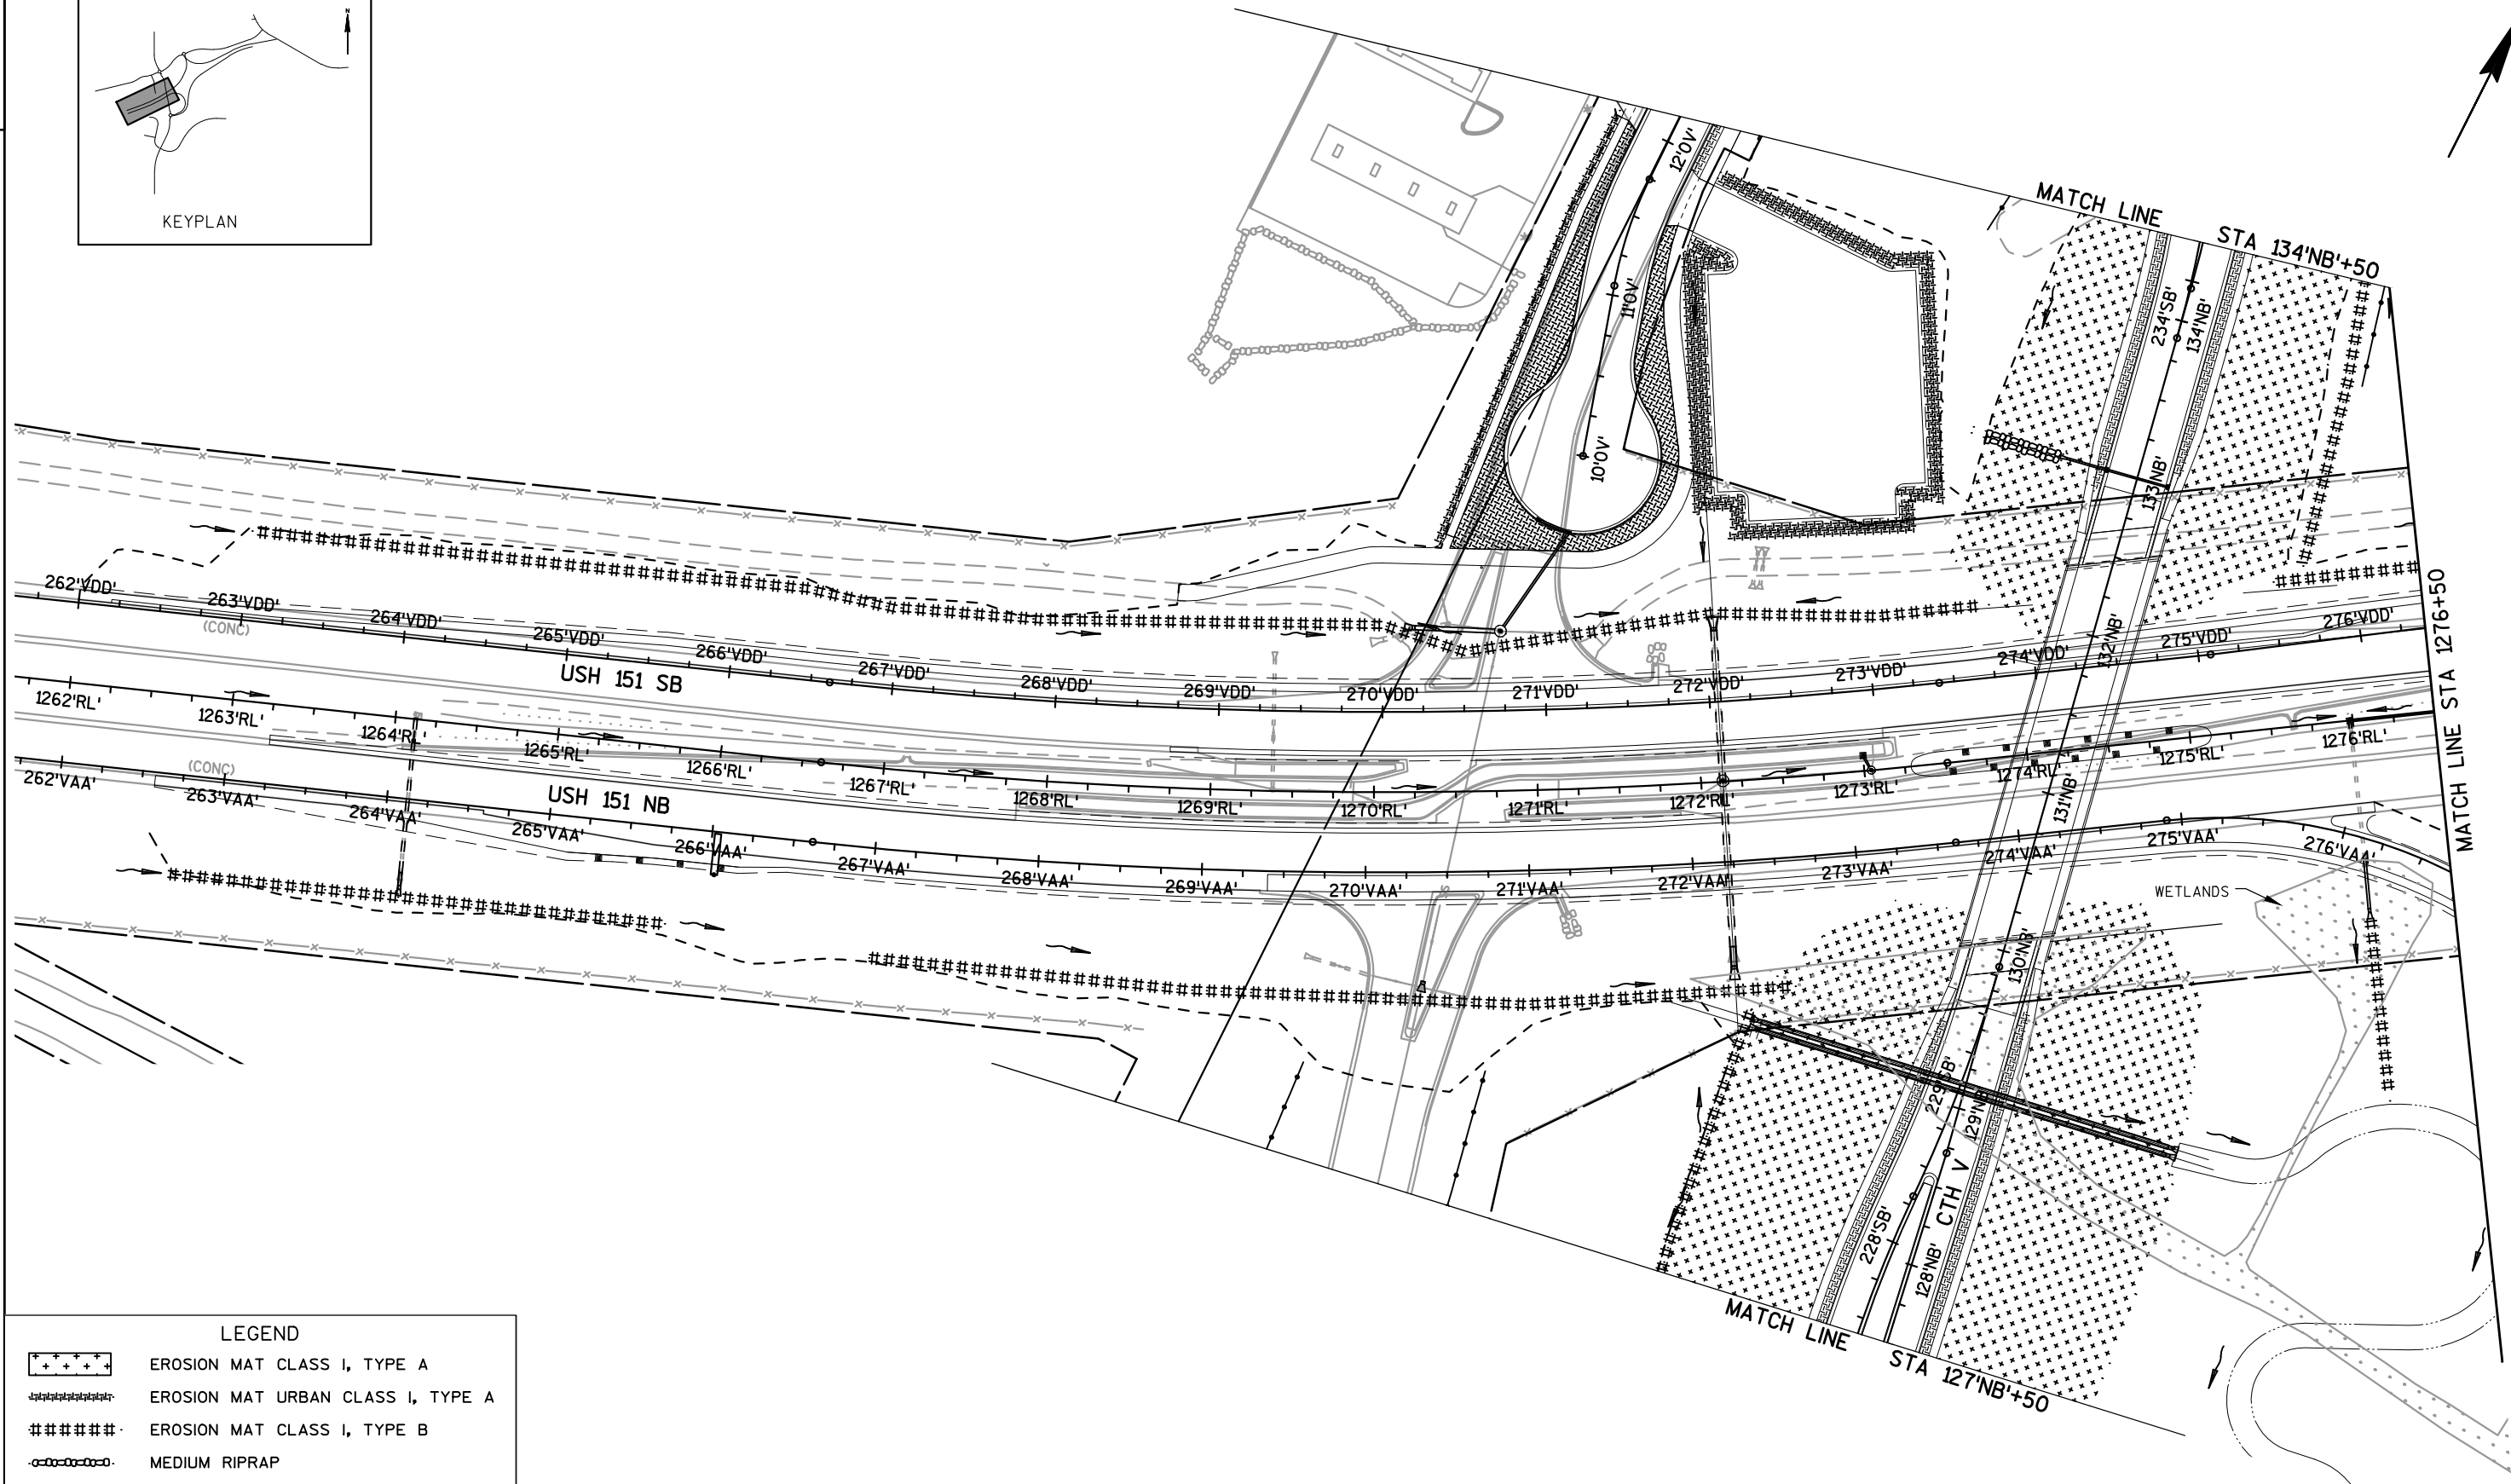 N
KEYPLAN
MATCH LINE STA 134'NB'+50
12'OV'
11'OV'
10'OV'
234'SB'
134'NB'
133'NB'
132'NB'
131'NB'
130'NB'
229'SB'
129'NB'
228'SB'
128'NB'
CTH V
262'VDD'
263'VDD'
264'VDD'
265'VDD'
266'VDD'
267'VDD'
268'VDD'
269'VDD'
270'VDD'
271'VDD'
272'VDD'
273'VDD'
274'VDD'
275'VDD'
276'VDD'
(CONC)
USH 151 SB
1262'RL'
1263'RL'
1264'RL'
1265'RL'
1266'RL'
1267'RL'
1268'RL'
1269'RL'
1270'RL'
1271'RL'
1272'RL'
1273'RL'
1274'RL'
1275'RL'
1276'RL'
(CONC)
USH 151 NB
262'VAA'
263'VAA'
264'VAA'
265'VAA'
266'VAA'
267'VAA'
268'VAA'
269'VAA'
270'VAA'
271'VAA'
272'VAA'
273'VAA'
274'VAA'
275'VAA'
276'VAA'
MATCH LINE STA 1276+50
WETLANDS
MATCH LINE STA 127'NB'+50
LEGEND
EROSION MAT CLASS I, TYPE A
EROSION MAT URBAN CLASS I, TYPE A
EROSION MAT CLASS I, TYPE B
MEDIUM RIPRAP